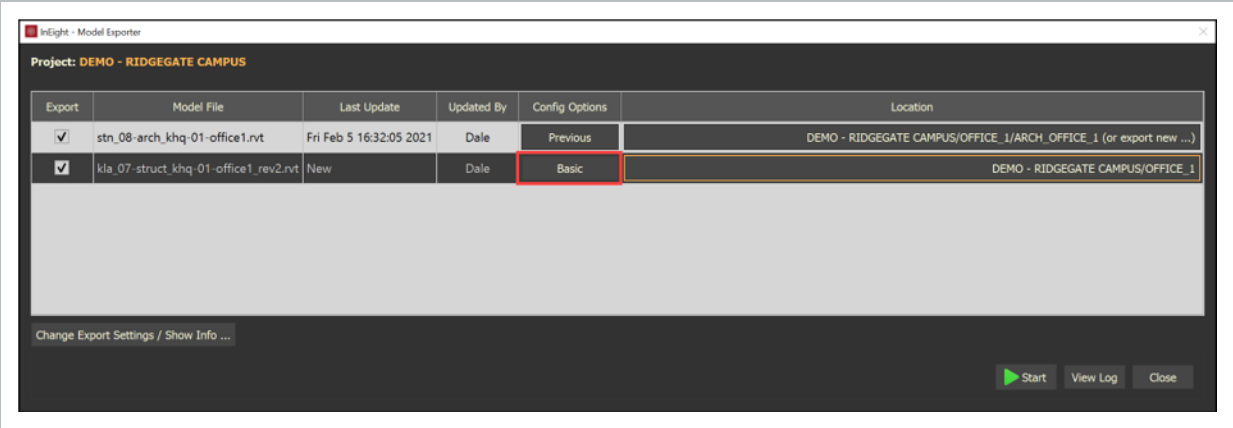 InEight - Model Exporter
Project: DEMO - RIDGEGATE CAMPUS
Export Model File Last Update Updated By Config Options Location
stn_08-arch_khq-01-office1.rvt Fri Feb 5 16:32:05 2021 Dale Previous DEMO - RIDGEGATE CAMPUS/OFFICE_1/ARCH_OFFICE_1 (or export new ...)
kla_07-struct_khq-01-office1_rev2.rvt New Dale Basic DEMO - RIDGEGATE CAMPUS/OFFICE_1
Change Export Settings / Show Info ...
Start View Log Close